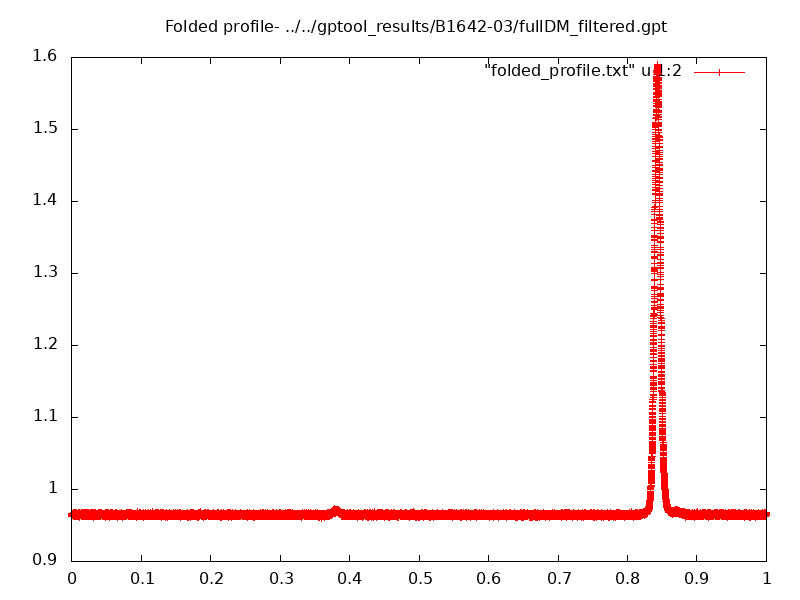 Folded profile- ../../gptool_results/B1642-03/fullDM_filtered.gpt
"folded_profile.txt" u 1:2
1.6
1.5
1.4
1.3
1.2
1.1
1
0.9
0 0.1 0.2 0.3 0.4 0.5 0.6 0.7 0.8 0.9 1